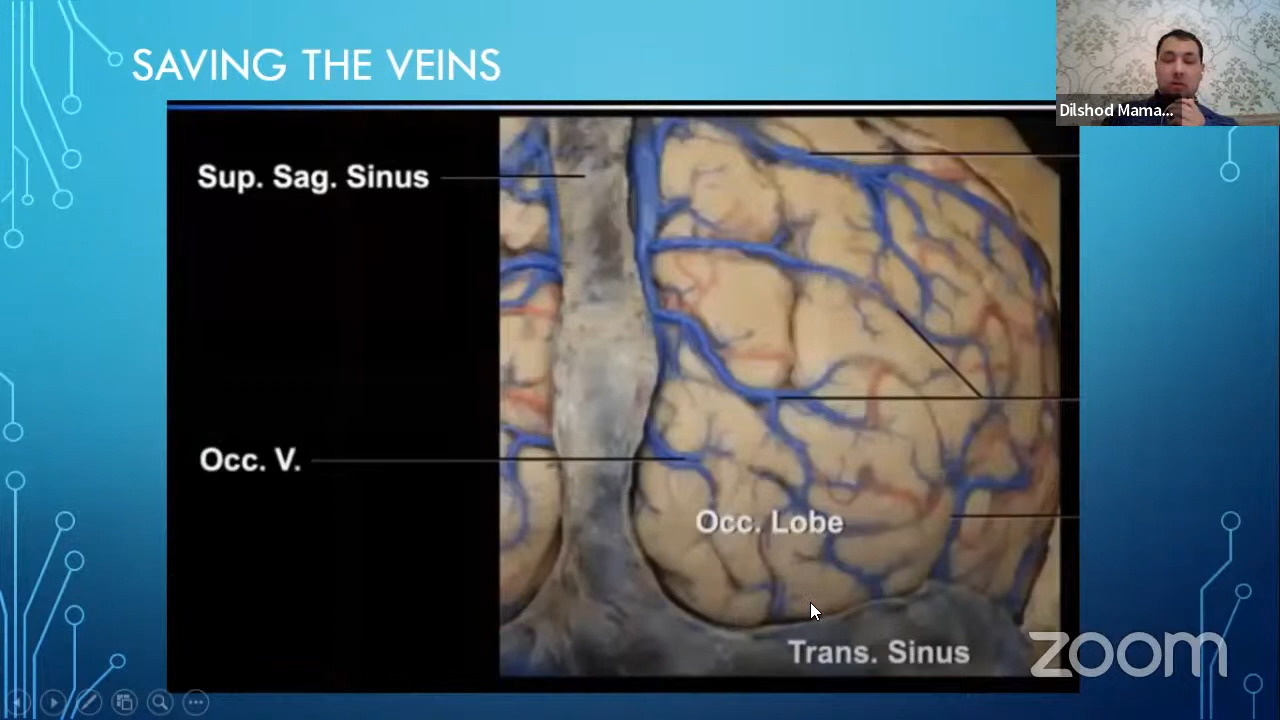 SAVING THE VEINS
Dilshod Mama...
Sup. Sag. Sinus
Occ. V.
Occ. Lobe
Trans. Sinus
zoom